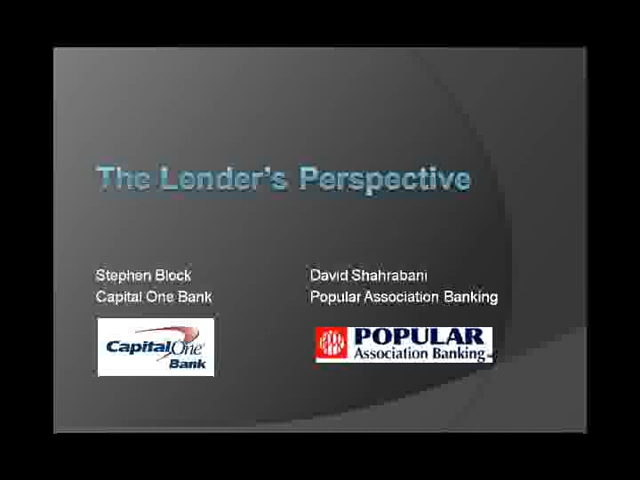 The Lender's Perspective
Stephen Block
Capital One Bank
David Shahrabani
Popular Association Banking
Capital One
Bank
POPULAR
Association Banking